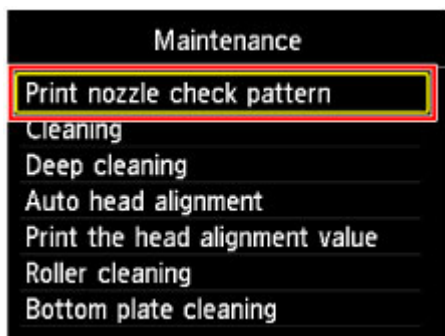 Maintenance
Print nozzle check pattern
Cleaning
Deep cleaning
Auto head alignment
Print the head alignment value
Roller cleaning
Bottom plate cleaning